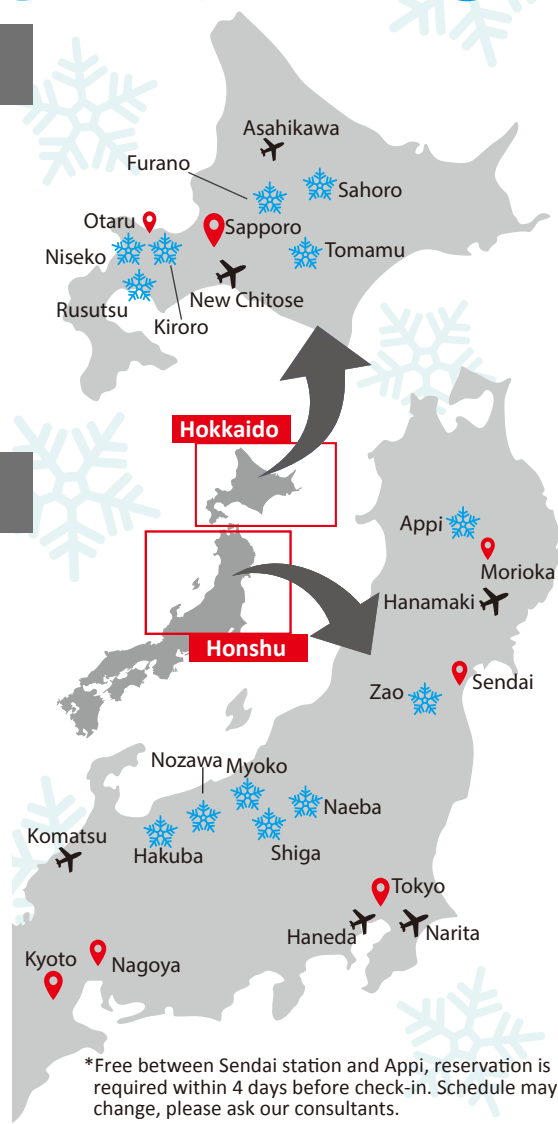 Asahikawa
Furano
Sahoro
Otaru
Sapporo
Niseko
Tomamu
New Chitose
Rusutsu
Kiroro
Hokkaido
Appi
Morioka
Hanamaki
Honshu
Sendai
Zao
Nozawa
Myoko
Naeba
Komatsu
Hakuba
Shiga
Tokyo
Haneda
Narita
Kyoto
Nagoya
*Free between Sendai station and Appi, reservation is
required within 4 days before check-in. Schedule may
change, please ask our consultants.